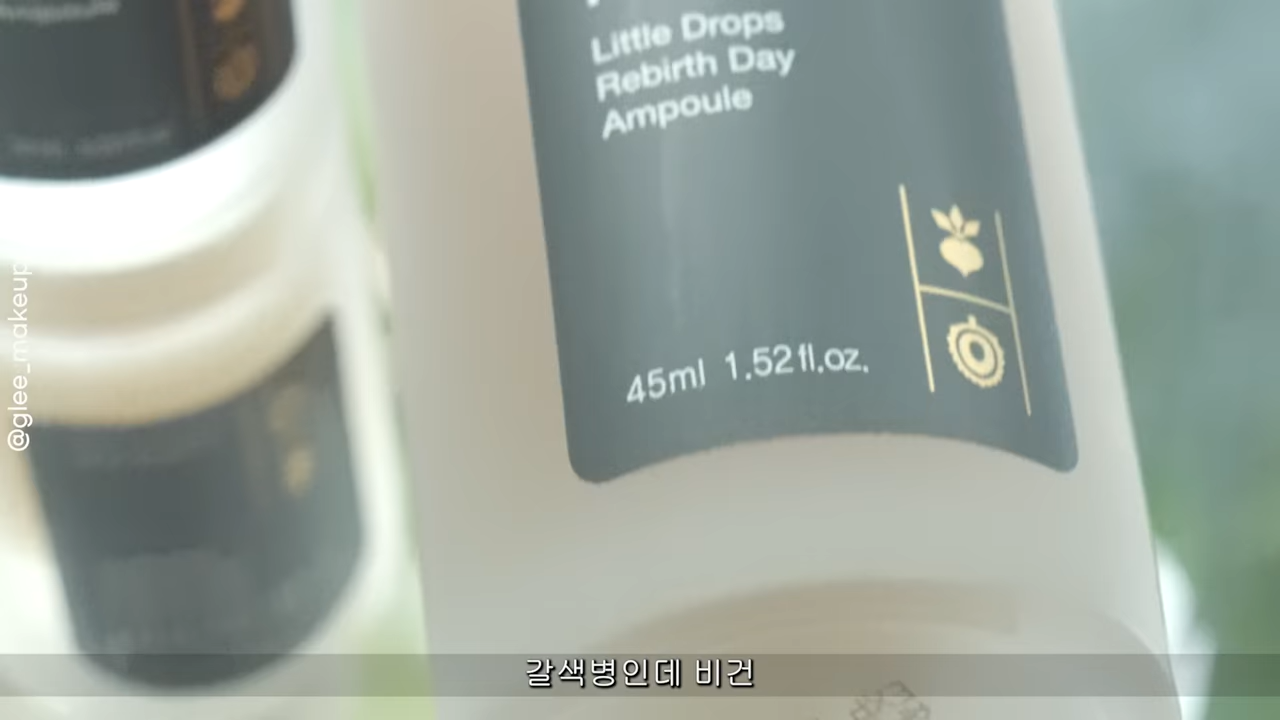 Little Drops
Rebirth Day
Ampoule
45ml 1.52 fl.oz.
@glee_makeup
갈색병인데 비건